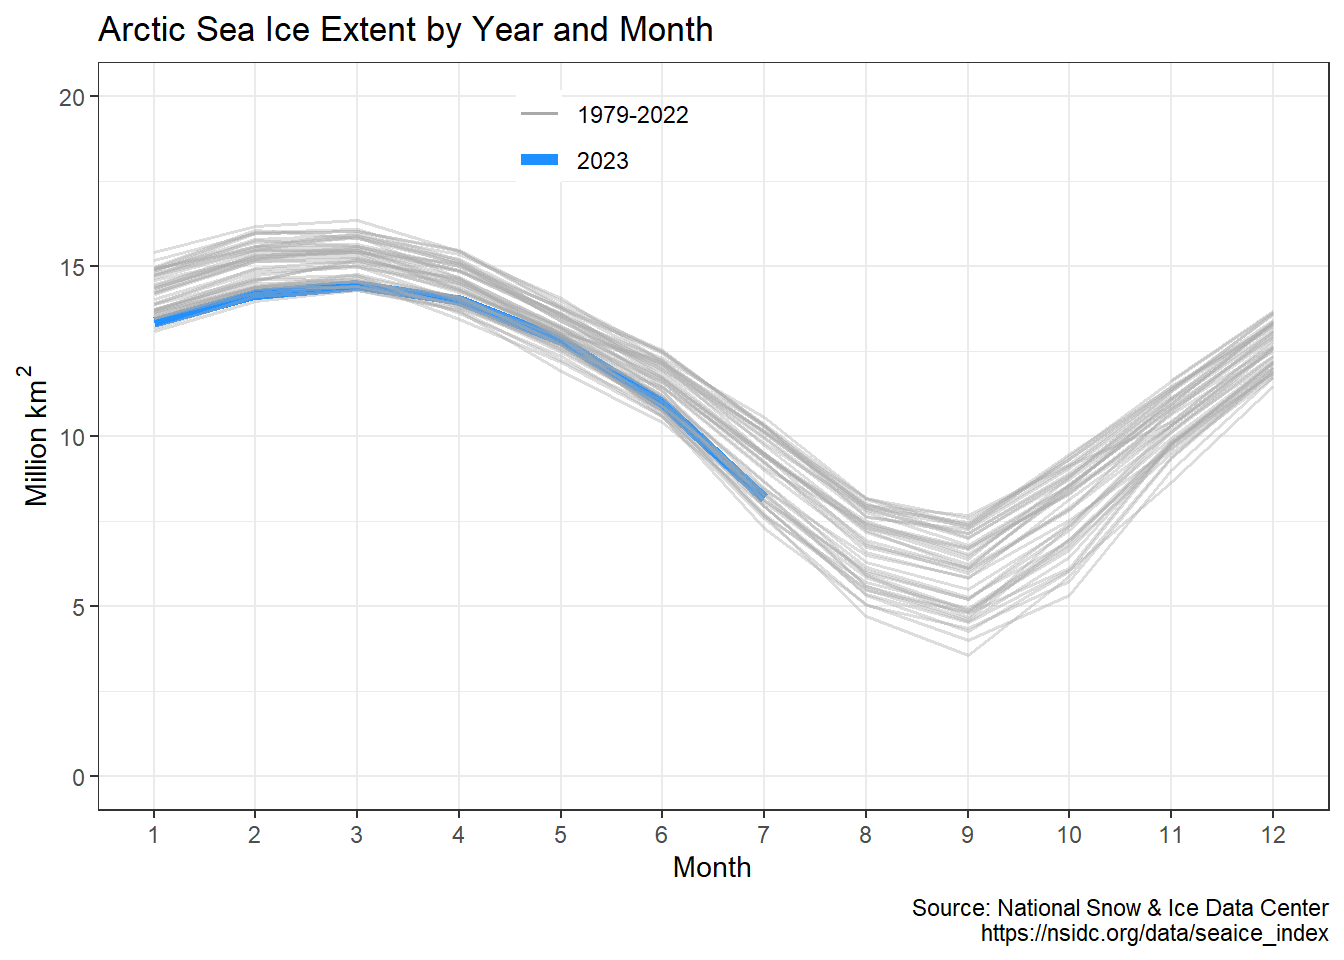 Arctic Sea Ice Extent by Year and Month
20
15
10
5
0
Million km²
1979-2022
2023
1 2 3 4 5 6 7 8 9 10 11 12
Month
Source: National Snow & Ice Data Center
https://nsidc.org/data/seaice_index